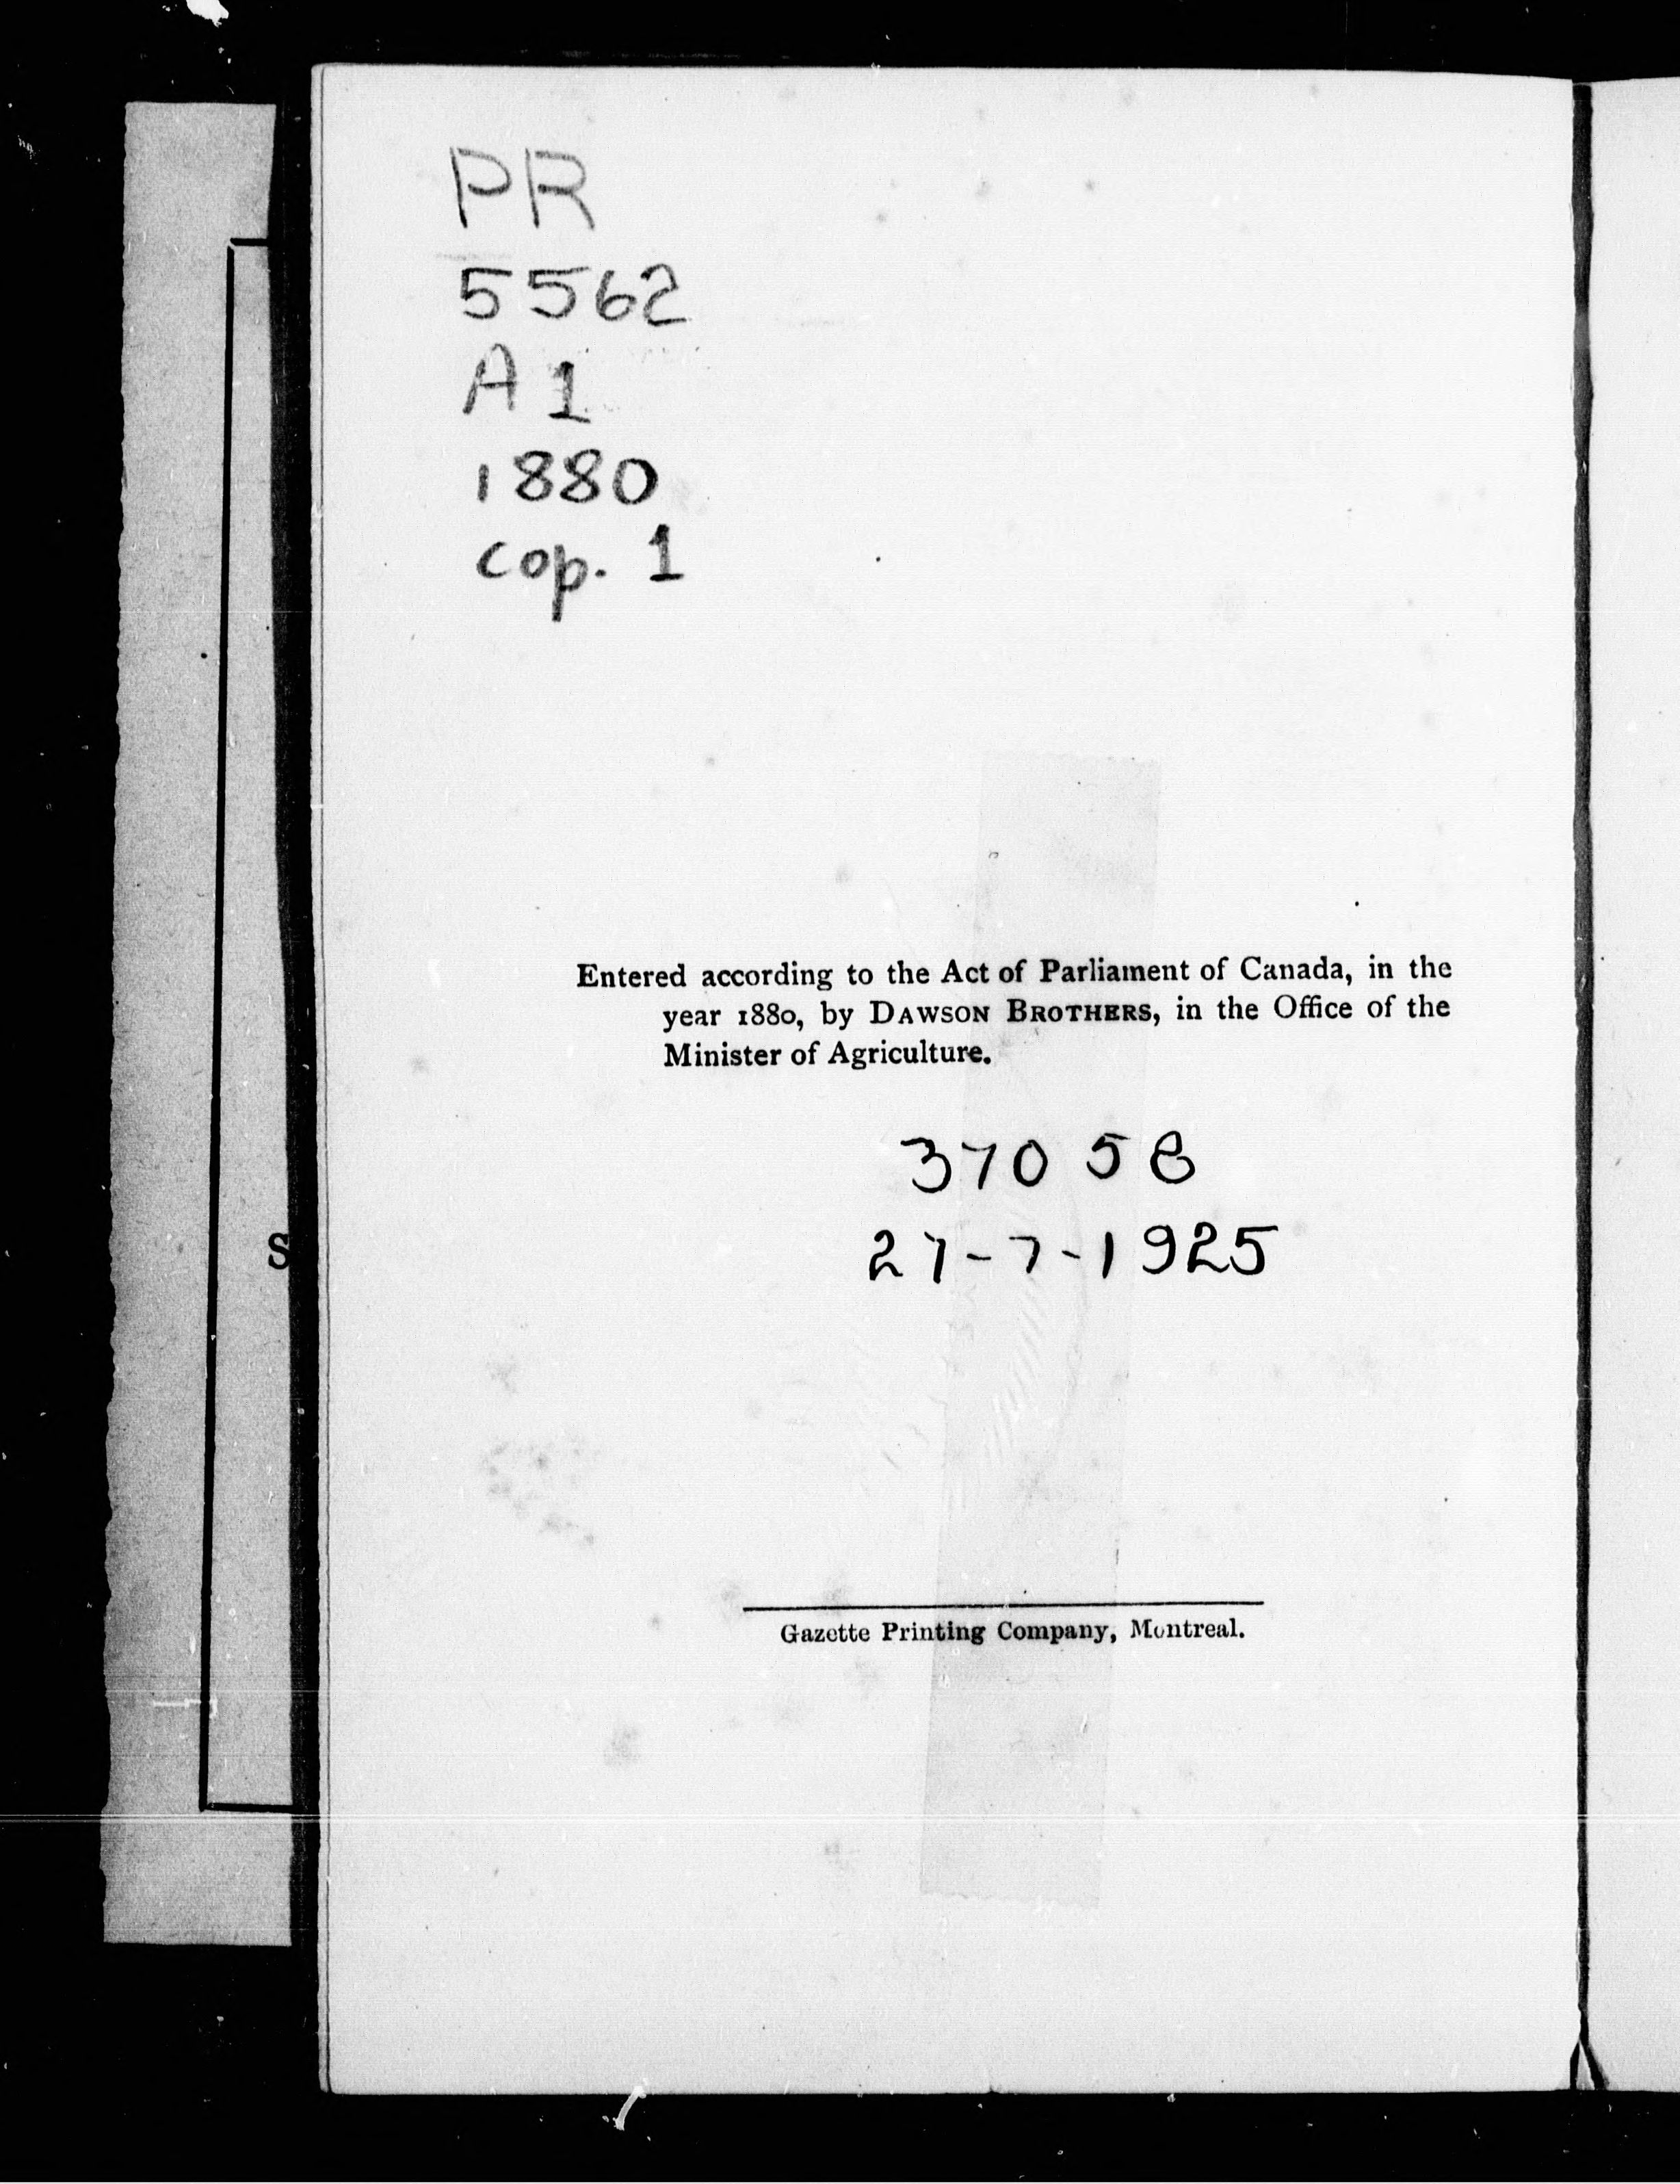 PR
5562
A1
1880
cop. 1
Entered according to the Act of Parliament of Canada, in the
year 1880, by DAWSON BROTHERS, in the Office of the
Minister of Agriculture.
37058
27-7-1925
S
Gazette Printing Company, Montreal.